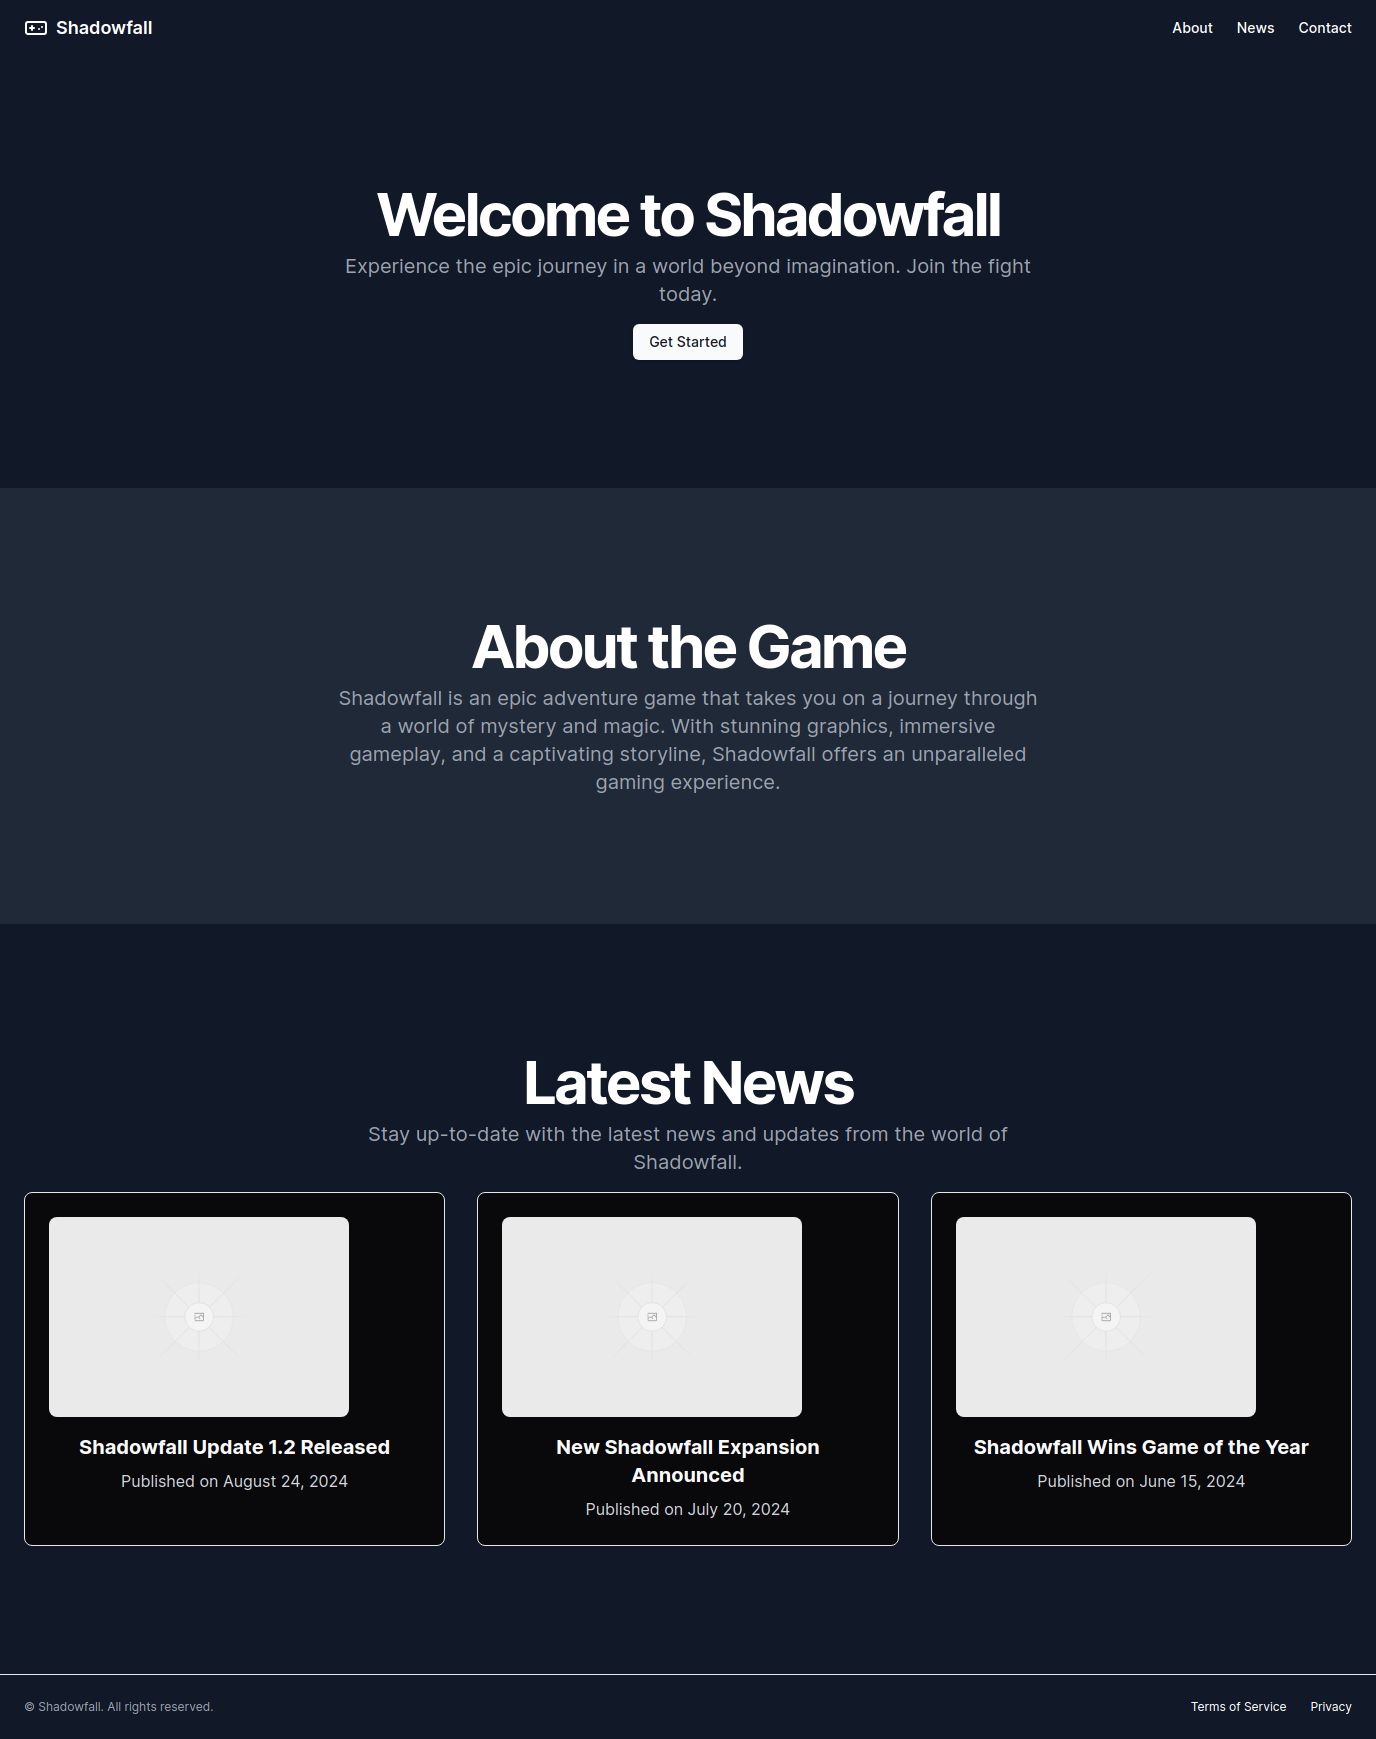 Shadowfall
About
News
Contact
Welcome to Shadowfall
Experience the epic journey in a world beyond imagination. Join the fight
today.
Get Started
About the Game
Shadowfall is an epic adventure game that takes you on a journey through
a world of mystery and magic. With stunning graphics, immersive
gameplay, and a captivating storyline, Shadowfall offers an unparalleled
gaming experience.
Latest News
Stay up-to-date with the latest news and updates from the world of
Shadowfall.
Shadowfall Update 1.2 Released
Published on August 24, 2024
New Shadowfall Expansion
Announced
Published on July 20, 2024
Shadowfall Wins Game of the Year
Published on June 15, 2024
© Shadowfall. All rights reserved.
Terms of Service
Privacy